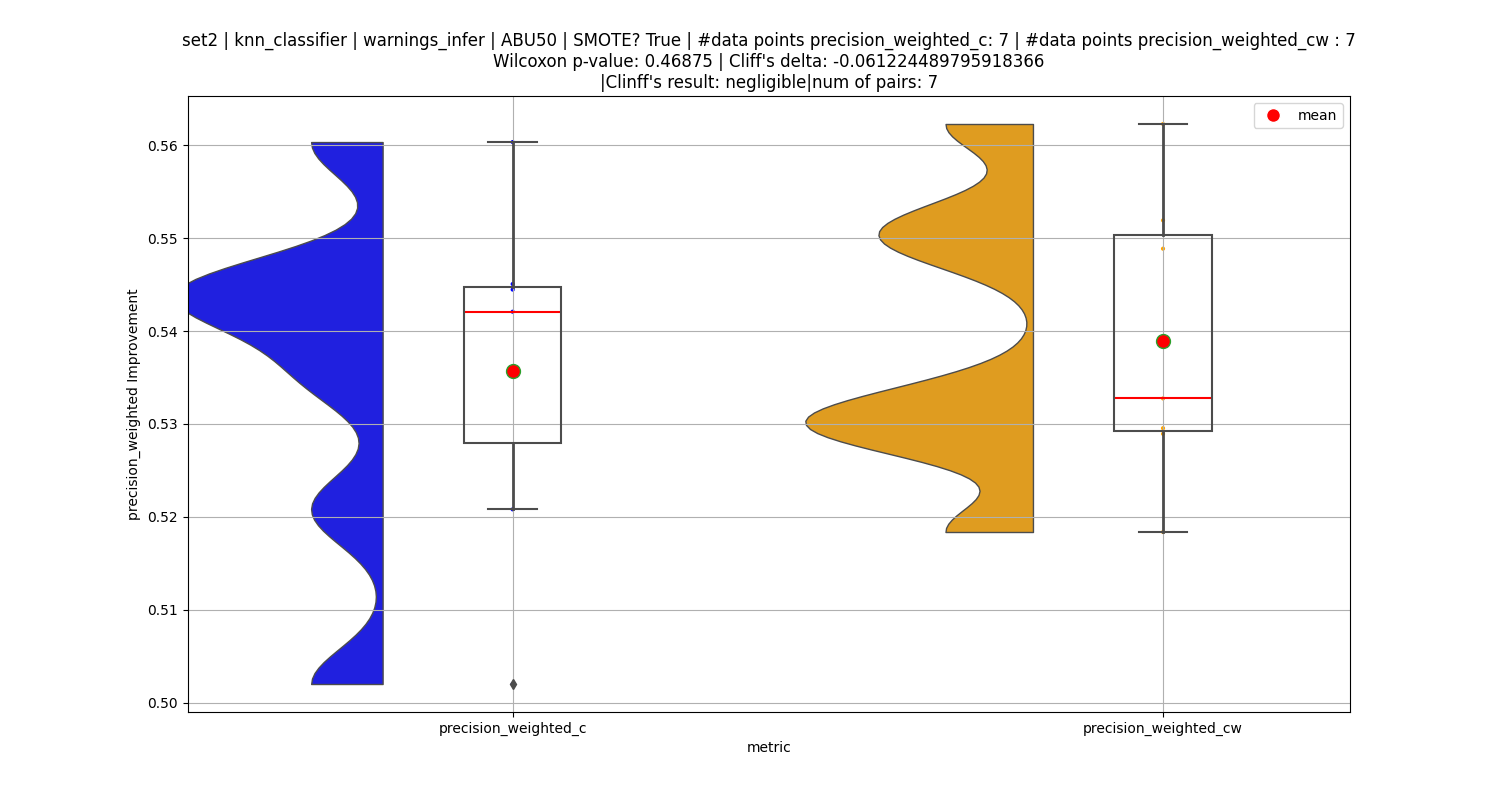 set2 | knn_classifier | warnings_infer | ABU50 | SMOTE? True | #data points precision_weighted_c: 7 | #data points precision_weighted_cw : 7
Wilcoxon p-value: 0.46875 | Cliff's delta: -0.061224489795918366
|Clinff's result: negligible|num of pairs: 7
mean
0.56
0.55
0.54
0.53
0.52
0.51
0.50
precision_weighted Improvement
precision_weighted_c
precision_weighted_cw
metric